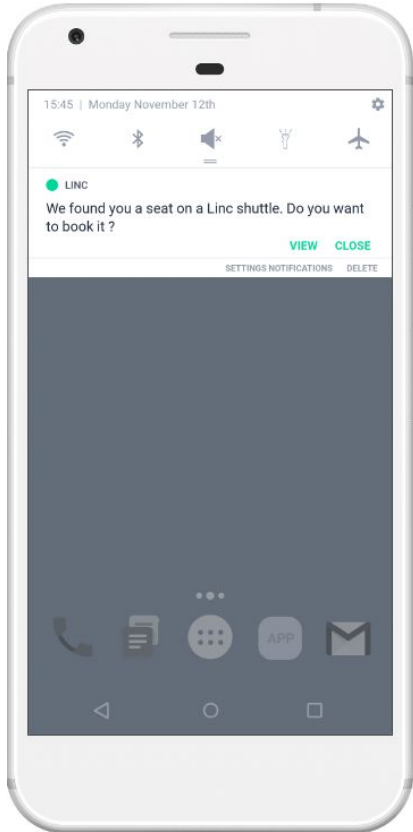 15:45 | Monday November 12th
LINC
We found you a seat on a Linc shuttle. Do you want
to book it ?
VIEW CLOSE
SETTINGS NOTIFICATIONS DELETE
APP